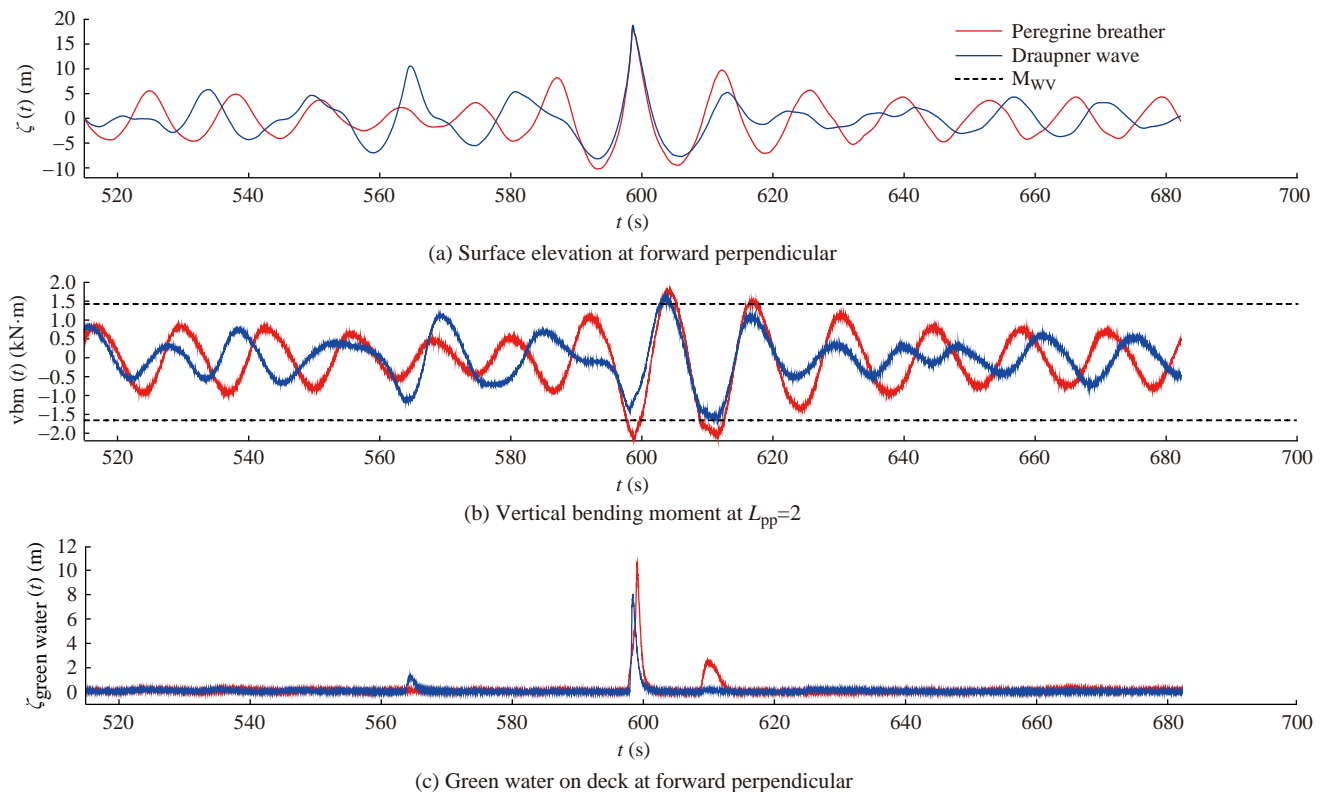 20
15
10
5
0
−5
−10
ζ (t) (m)
Peregrine breather
Draupner wave
MWV
520 540 560 580 600 620 640 660 680 700
t (s)
(a) Surface elevation at forward perpendicular
2.0
1.5
1.0
0.5
0
−0.5
−1.0
−1.5
−2.0
vbm (t) (kN·m)
520 540 560 580 600 620 640 660 680 700
t (s)
(b) Vertical bending moment at Lpp=2
12
10
8
6
4
2
0
ζgreen water (t) (m)
520 540 560 580 600 620 640 660 680 700
t (s)
(c) Green water on deck at forward perpendicular